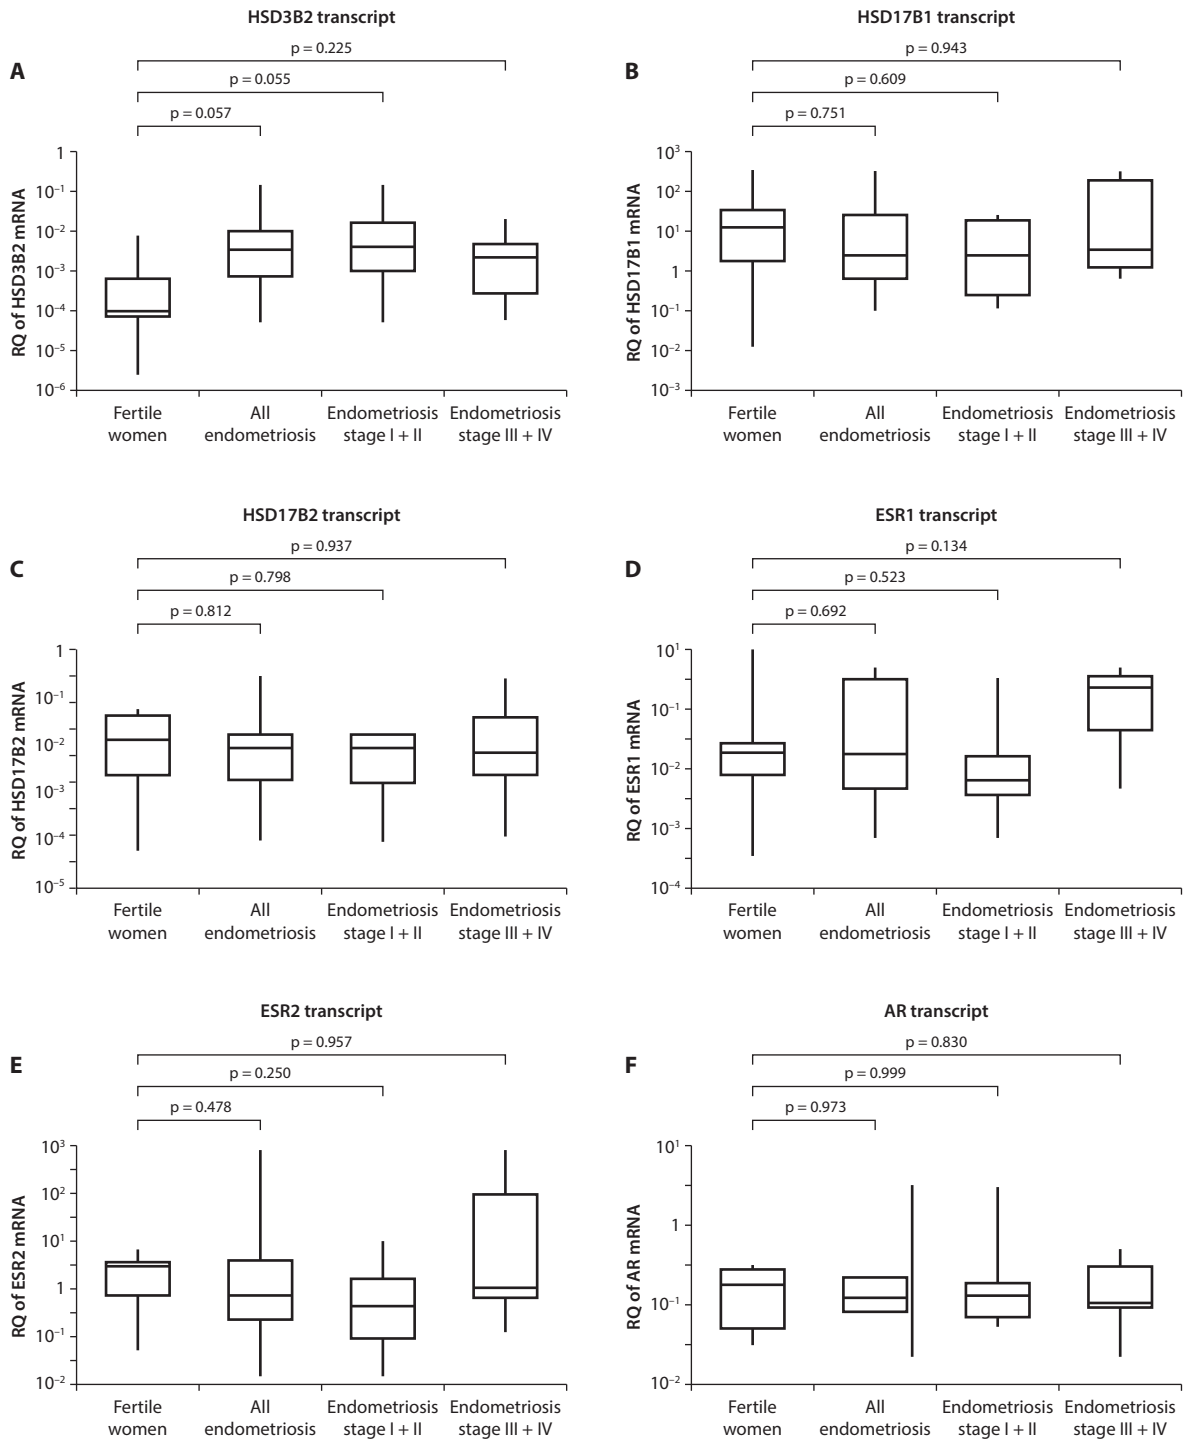 HSD3B2 transcript
p = 0.225
A
p = 0.055
p = 0.057
RQ of HSD3B2 mRNA
1
10⁻¹
10⁻²
10⁻³
10⁻⁴
10⁻⁵
10⁻⁶
Fertile women
All endometriosis
Endometriosis stage I + II
Endometriosis stage III + IV
HSD17B1 transcript
p = 0.943
B
p = 0.609
p = 0.751
RQ of HSD17B1 mRNA
10³
10²
10¹
1
10⁻¹
10⁻²
10⁻³
Fertile women
All endometriosis
Endometriosis stage I + II
Endometriosis stage III + IV
HSD17B2 transcript
p = 0.937
C
p = 0.798
p = 0.812
RQ of HSD17B2 mRNA
1
10⁻¹
10⁻²
10⁻³
10⁻⁴
10⁻⁵
Fertile women
All endometriosis
Endometriosis stage I + II
Endometriosis stage III + IV
ESR1 transcript
p = 0.134
D
p = 0.523
p = 0.692
RQ of ESR1 mRNA
10¹
10⁻¹
10⁻²
10⁻³
10⁻⁴
Fertile women
All endometriosis
Endometriosis stage I + II
Endometriosis stage III + IV
ESR2 transcript
p = 0.957
E
p = 0.250
p = 0.478
RQ of ESR2 mRNA
10³
10²
10¹
1
10⁻¹
10⁻²
Fertile women
All endometriosis
Endometriosis stage I + II
Endometriosis stage III + IV
AR transcript
p = 0.830
F
p = 0.999
p = 0.973
RQ of AR mRNA
10¹
1
10⁻¹
10⁻²
Fertile women
All endometriosis
Endometriosis stage I + II
Endometriosis stage III + IV